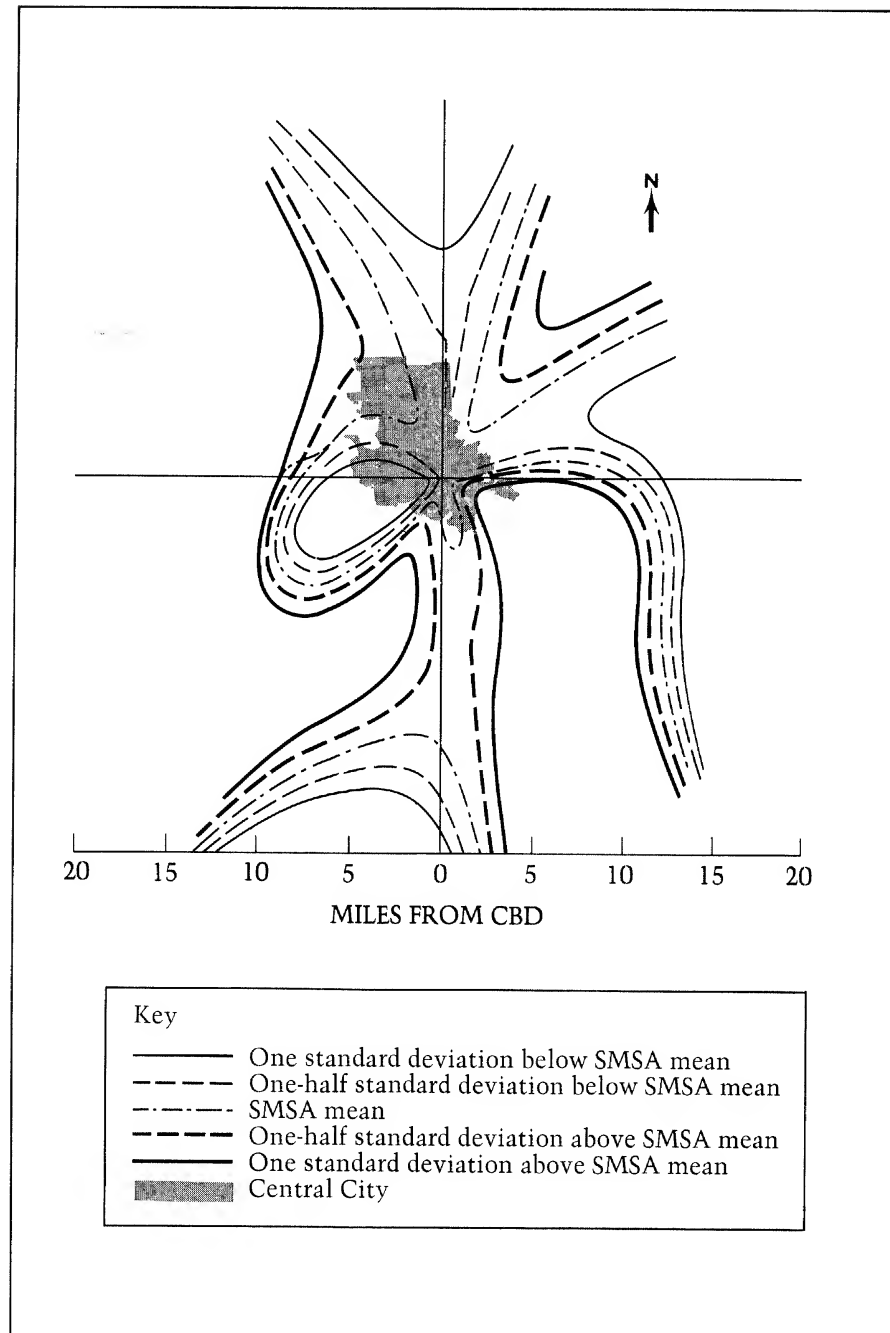 N
20 15 10 5 0 5 10 15 20
MILES FROM CBD
Key
One standard deviation below SMSA mean
One-half standard deviation below SMSA mean
SMSA mean
One-half standard deviation above SMSA mean
One standard deviation above SMSA mean
Central City